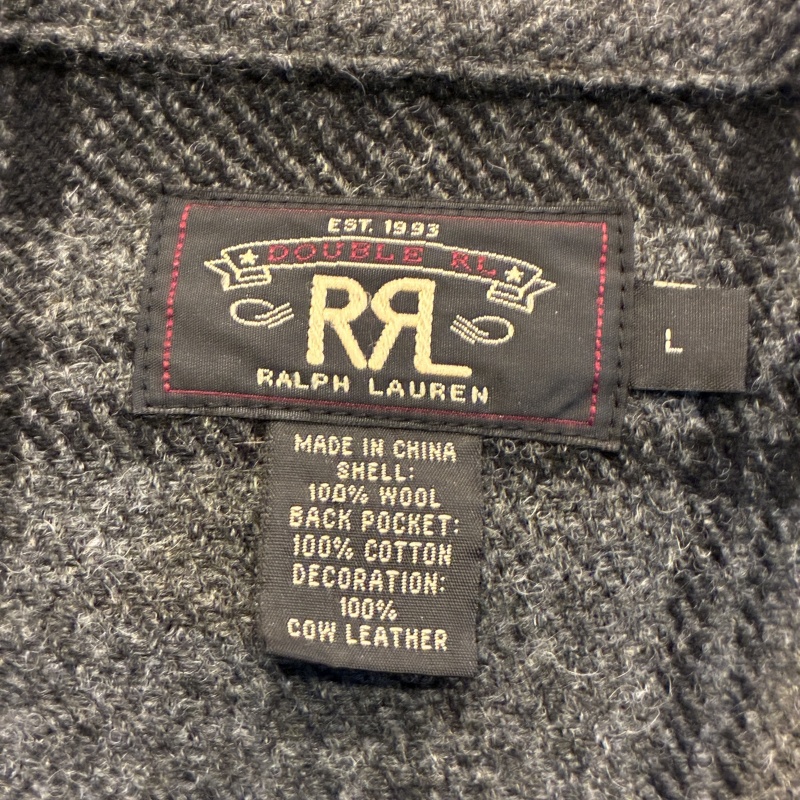 EST. 1993
DOUBLE RL
RRL
RALPH LAUREN
L
MADE IN CHINA
SHELL:
100% WOOL
BACK POCKET:
100% COTTON
DECORATION:
100%
COW LEATHER